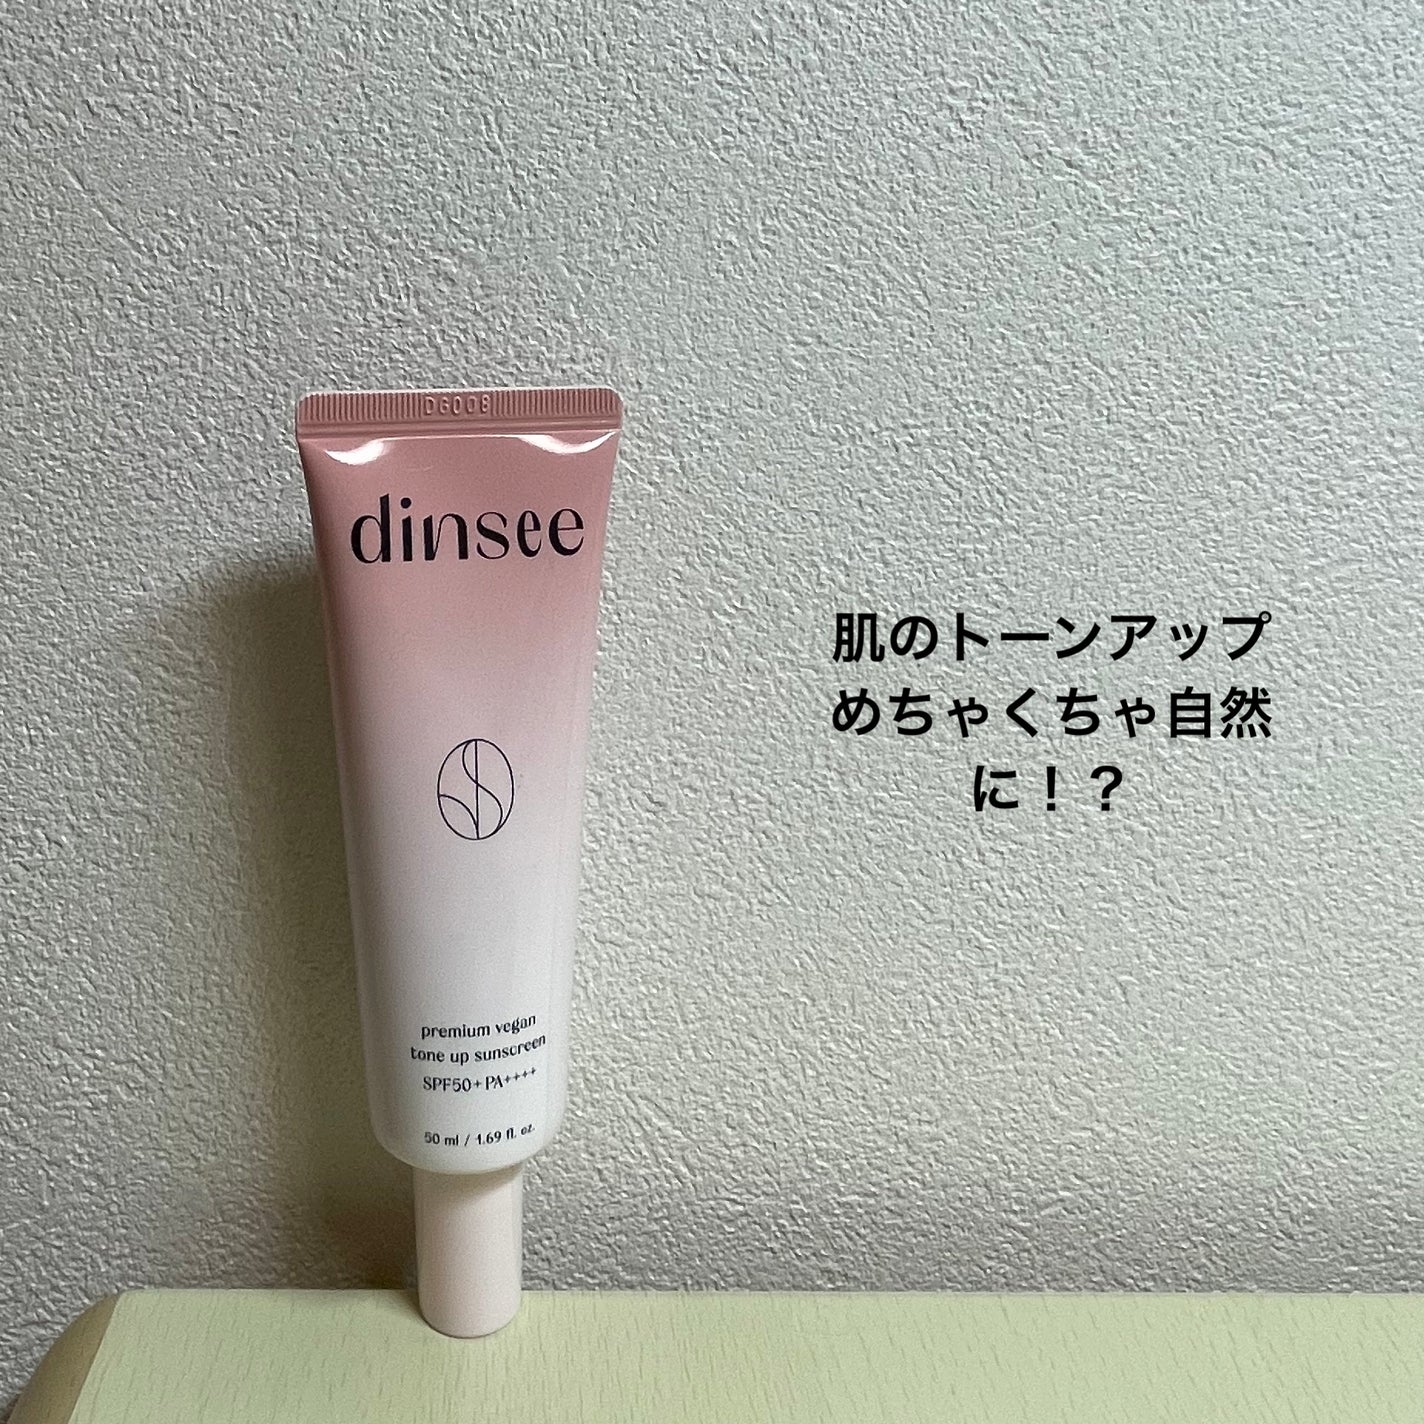 DG008
dinsee
肌のトーンアップ
めちゃくちゃ自然
に！？
premium vegan
tone up sunscreen
SPF50+PA++++
50 ml / 1.69 fl. oz.